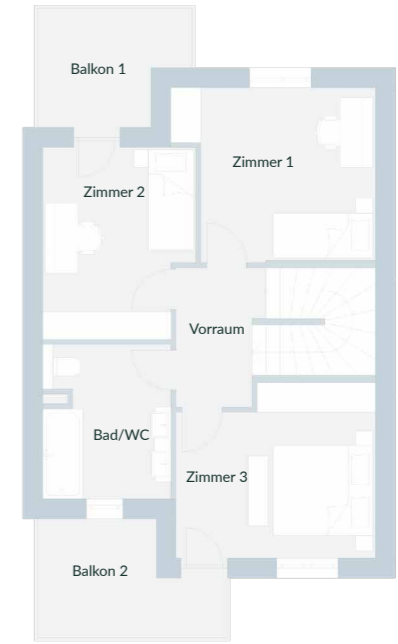 Balkon 1
Zimmer 1
Zimmer 2
Vorraum
Bad/WC
Zimmer 3
Balkon 2